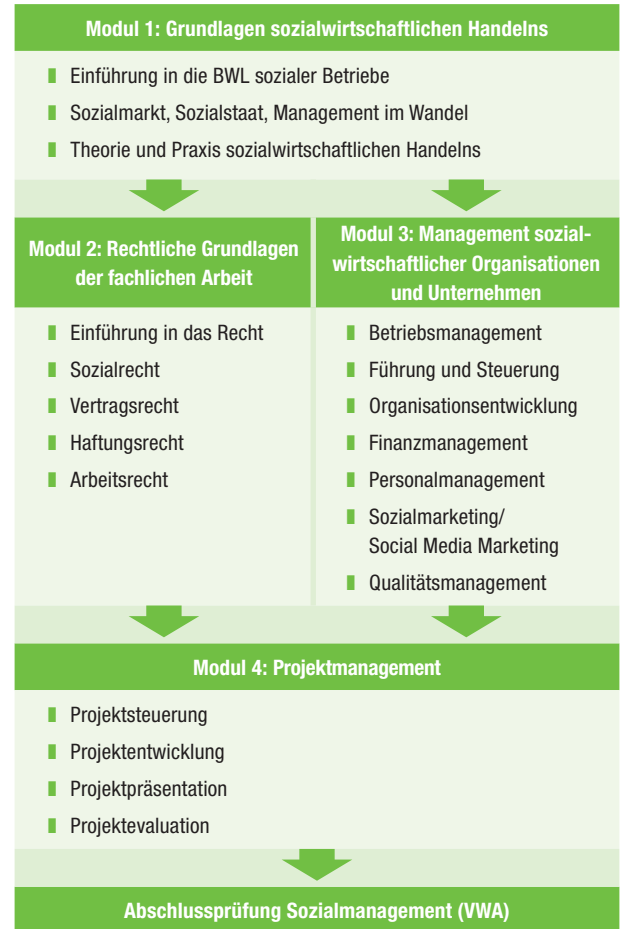 Modul 1: Grundlagen sozialwirtschaftlichen Handelns
Einführung in die BWL sozialer Betriebe
Sozialmarkt, Sozialstaat, Management im Wandel
Theorie und Praxis sozialwirtschaftlichen Handelns
Modul 2: Rechtliche Grundlagen
der fachlichen Arbeit
Einführung in das Recht
Sozialrecht
Vertragsrecht
Haftungsrecht
Arbeitsrecht
Modul 3: Management sozial-
wirtschaftlicher Organisationen
und Unternehmen
Betriebsmanagement
Führung und Steuerung
Organisationsentwicklung
Finanzmanagement
Personalmanagement
Sozialmarketing/
Social Media Marketing
Qualitätsmanagement
Modul 4: Projektmanagement
Projektsteuerung
Projektentwicklung
Projektpräsentation
Projektevaluation
Abschlussprüfung Sozialmanagement (VWA)